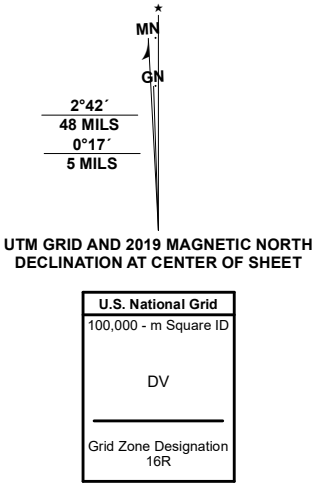 MN
GN
2°42´
48 MILS
0°17´
5 MILS
UTM GRID AND 2019 MAGNETIC NORTH
DECLINATION AT CENTER OF SHEET
U.S. National Grid
100,000 - m Square ID
DV
Grid Zone Designation
16R